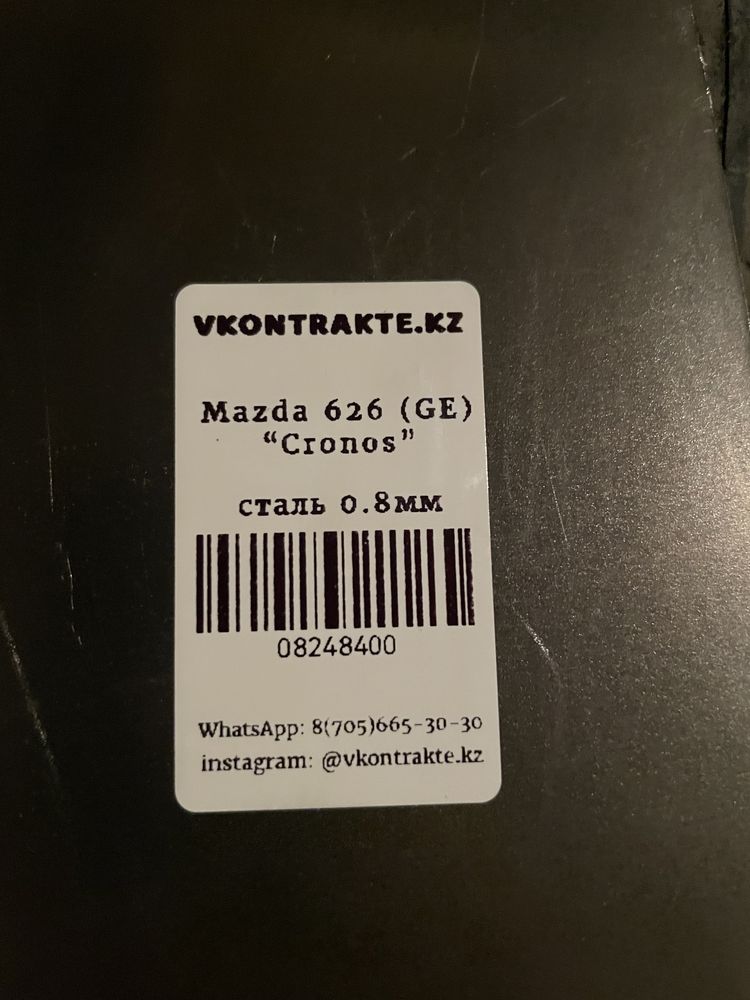 VKONTRAKTE.KZ
Mazda 626 (GE)
“Cronos”
сталь 0.8мм
08248400
WhatsApp: 8(705)665-30-30
instagram: @vkontrakte.kz